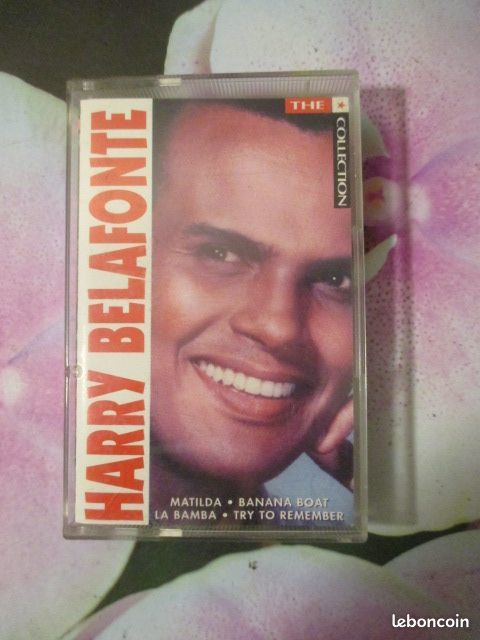 HARRY BELAFONTE
THE
COLLECTION
MATILDA • BANANA BOAT
LA BAMBA • TRY TO REMEMBER
leboncoin